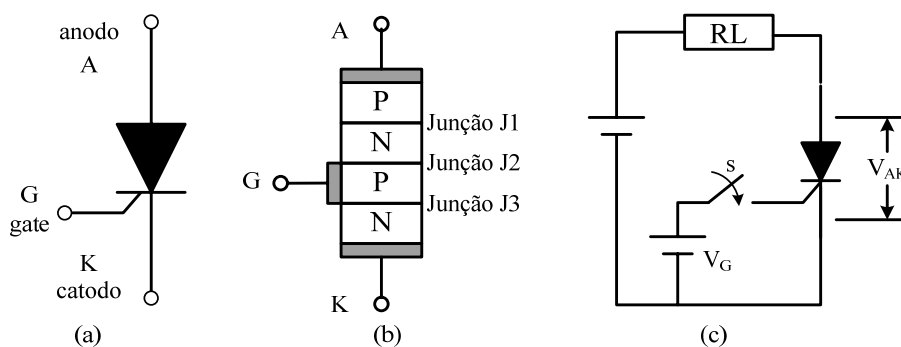 anodo
A
G
gate
K
catodo
(a)
A
P
N
P
N
G
Junção J1
Junção J2
Junção J3
K
(b)
RL
S
V_G
V_AK
(c)